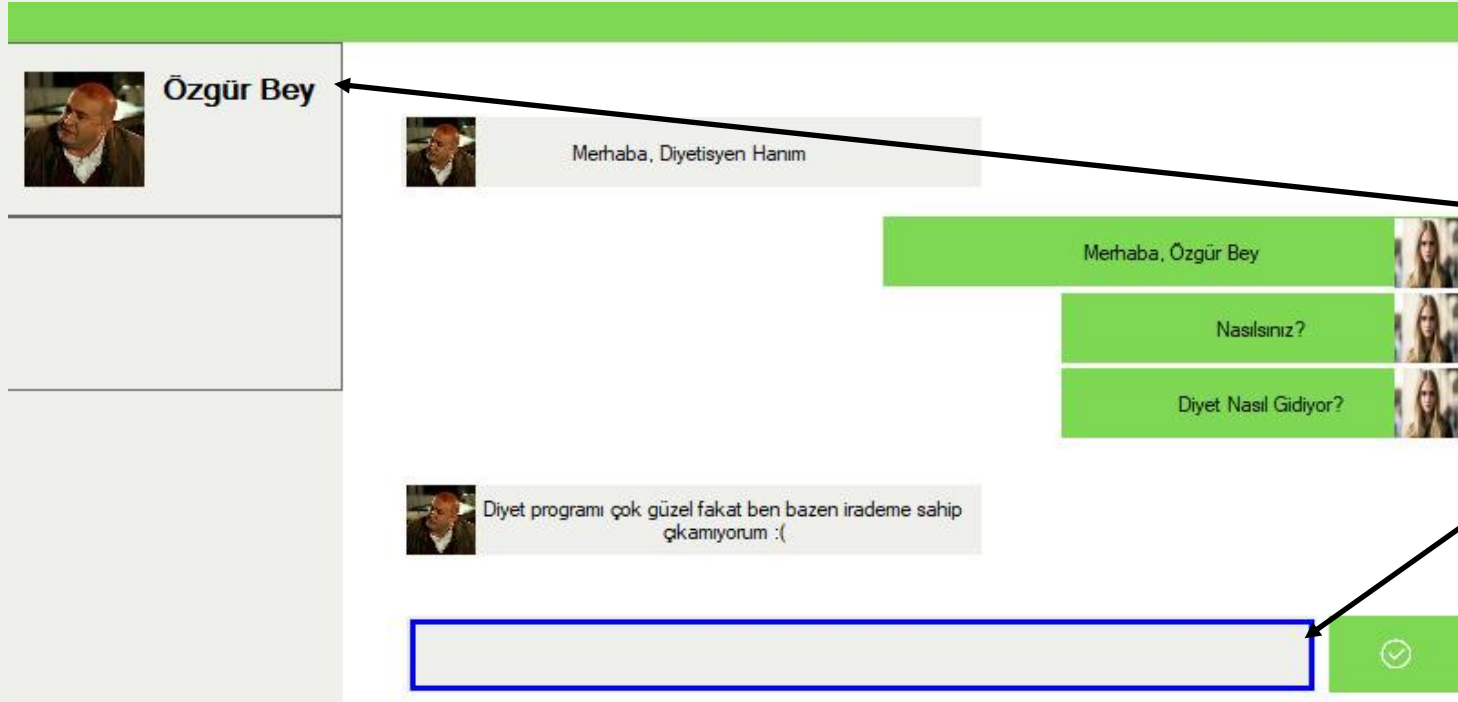 Özgür Bey
Merhaba, Diyetisyen Hanım
Merhaba, Özgür Bey
Nasılsınız?
Diyet Nasıl Gidiyor?
Diyet programı çok güzel fakat ben bazen irademe sahip
çıkamıyorum :(